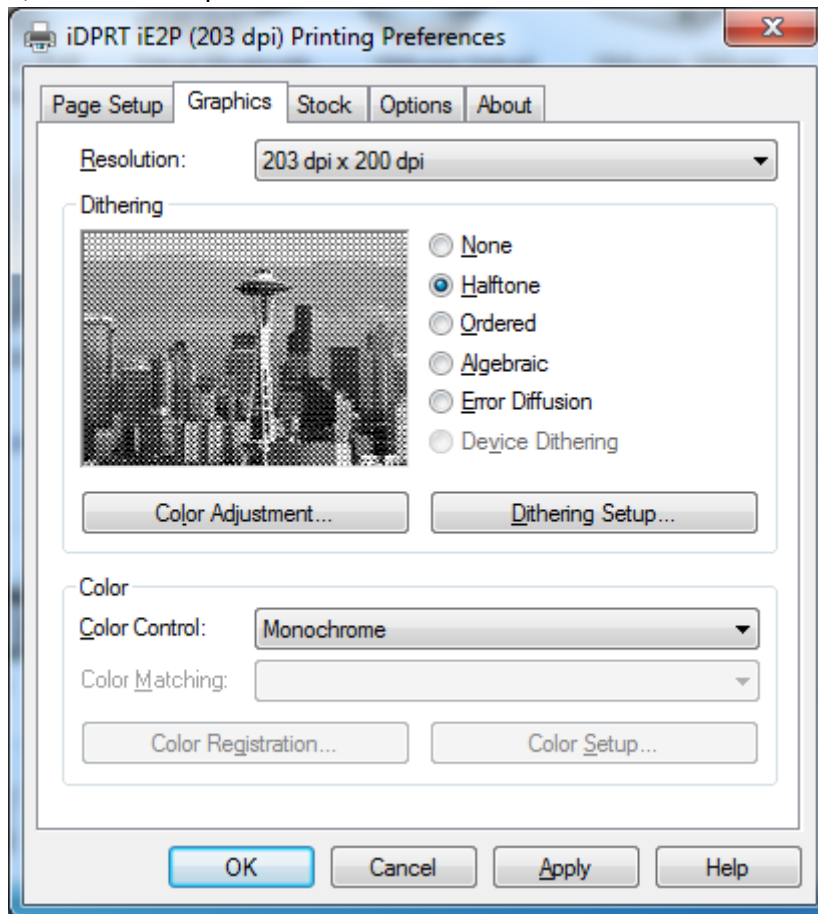 iDPRT iE2P (203 dpi) Printing Preferences
Page Setup Graphics Stock Options About
Resolution: 203 dpi x 200 dpi
Dithering
None
Halftone
Ordered
Algebraic
Error Diffusion
Device Dithering
Color Adjustment... Dithering Setup...
Color
Color Control: Monochrome
Color Matching:
Color Registration... Color Setup...
OK Cancel Apply Help